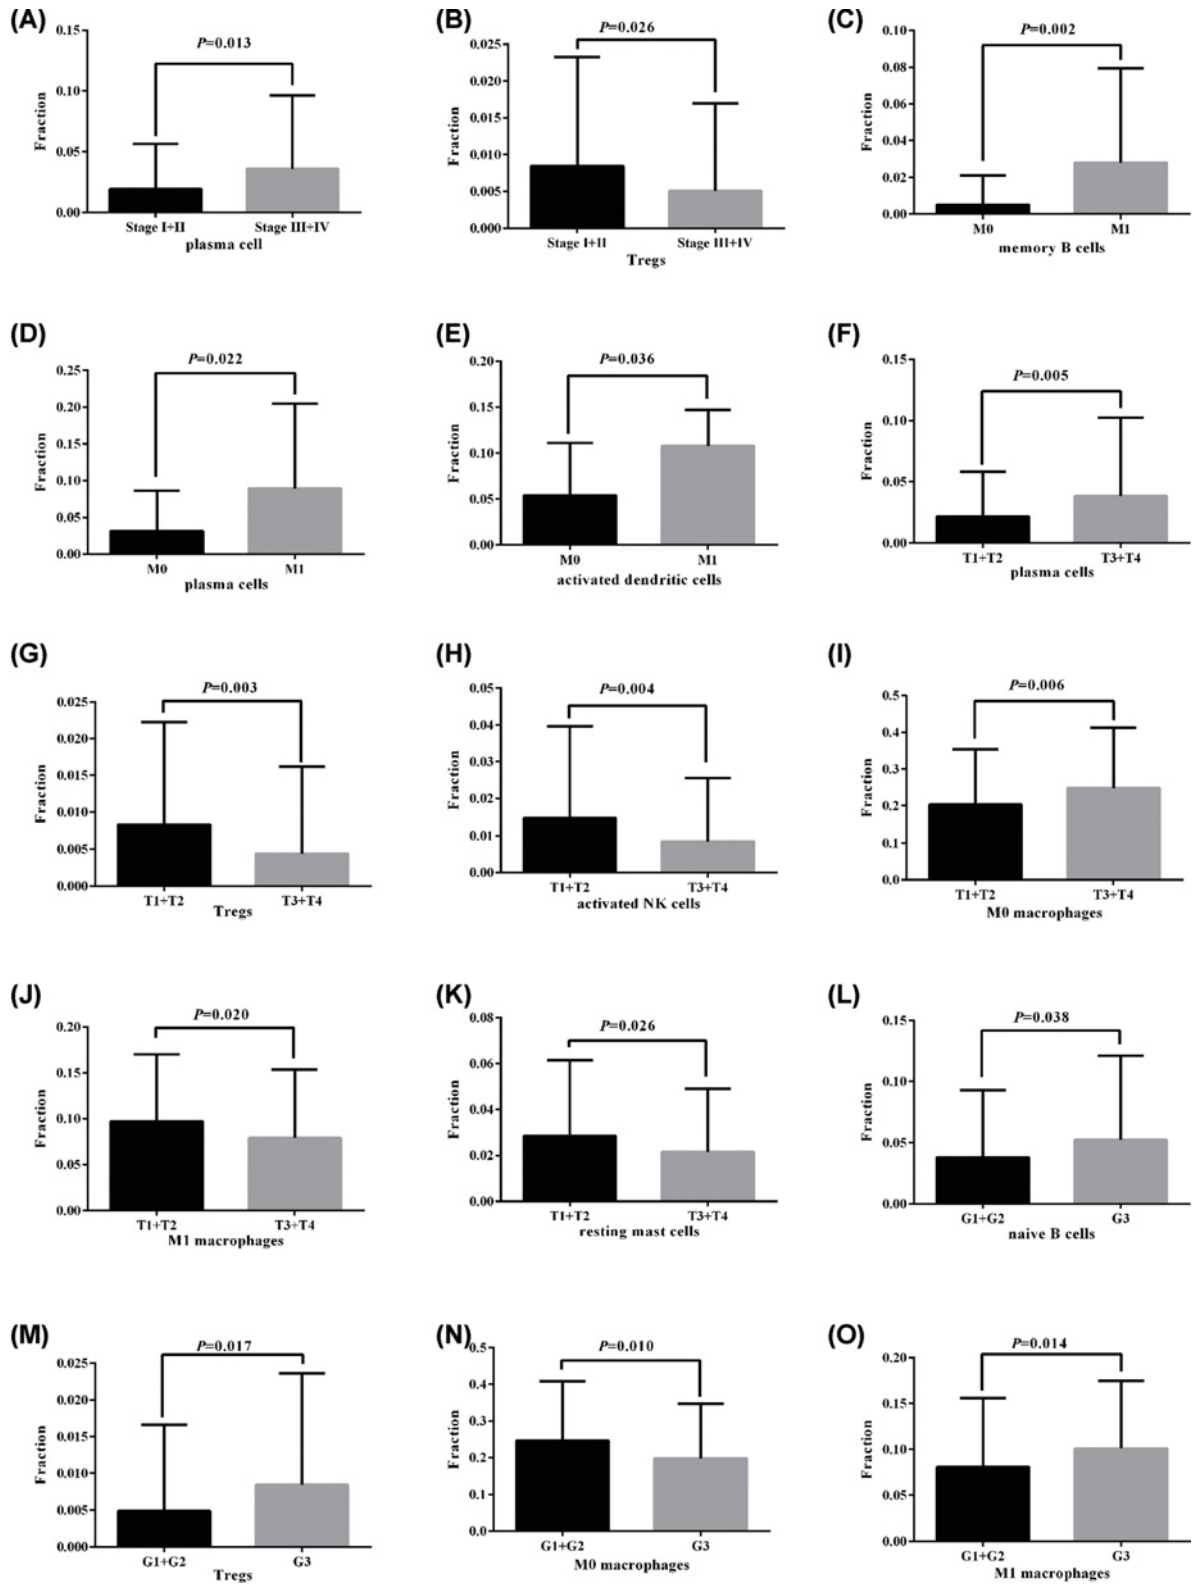 (A)
P=0.013
0.15
0.10
0.05
0.00
Fraction
Stage I+II Stage III+IV
plasma cell
(B)
P=0.026
0.025
0.020
0.015
0.010
0.005
0.000
Fraction
Stage I+II Stage III+IV
Tregs
(C)
P=0.002
0.10
0.08
0.06
0.04
0.02
0.00
Fraction
M0 M1
memory B cells
(D)
P=0.022
0.25
0.20
0.15
0.10
0.05
0.00
Fraction
M0 M1
plasma cells
(E)
P=0.036
0.20
0.15
0.10
0.05
0.00
Fraction
M0 M1
activated dendritic cells
(F)
P=0.005
0.15
0.10
0.05
0.00
Fraction
T1+T2 T3+T4
plasma cells
(G)
P=0.003
0.025
0.020
0.015
0.010
0.005
0.000
Fraction
T1+T2 T3+T4
Tregs
(H)
P=0.004
0.05
0.04
0.03
0.02
0.01
0.00
Fraction
T1+T2 T3+T4
activated NK cells
(I)
P=0.006
0.5
0.4
0.3
0.2
0.1
0.0
Fraction
T1+T2 T3+T4
M0 macrophages
(J)
P=0.020
0.20
0.15
0.10
0.05
0.00
Fraction
T1+T2 T3+T4
M1 macrophages
(K)
P=0.026
0.08
0.06
0.04
0.02
0.00
Fraction
T1+T2 T3+T4
resting mast cells
(L)
P=0.038
0.15
0.10
0.05
0.00
Fraction
G1+G2 G3
naive B cells
(M)
P=0.017
0.025
0.020
0.015
0.010
0.005
0.000
Fraction
G1+G2 G3
Tregs
(N)
P=0.010
0.5
0.4
0.3
0.2
0.1
0.0
Fraction
G1+G2 G3
M0 macrophages
(O)
P=0.014
0.20
0.15
0.10
0.05
0.00
Fraction
G1+G2 G3
M1 macrophages